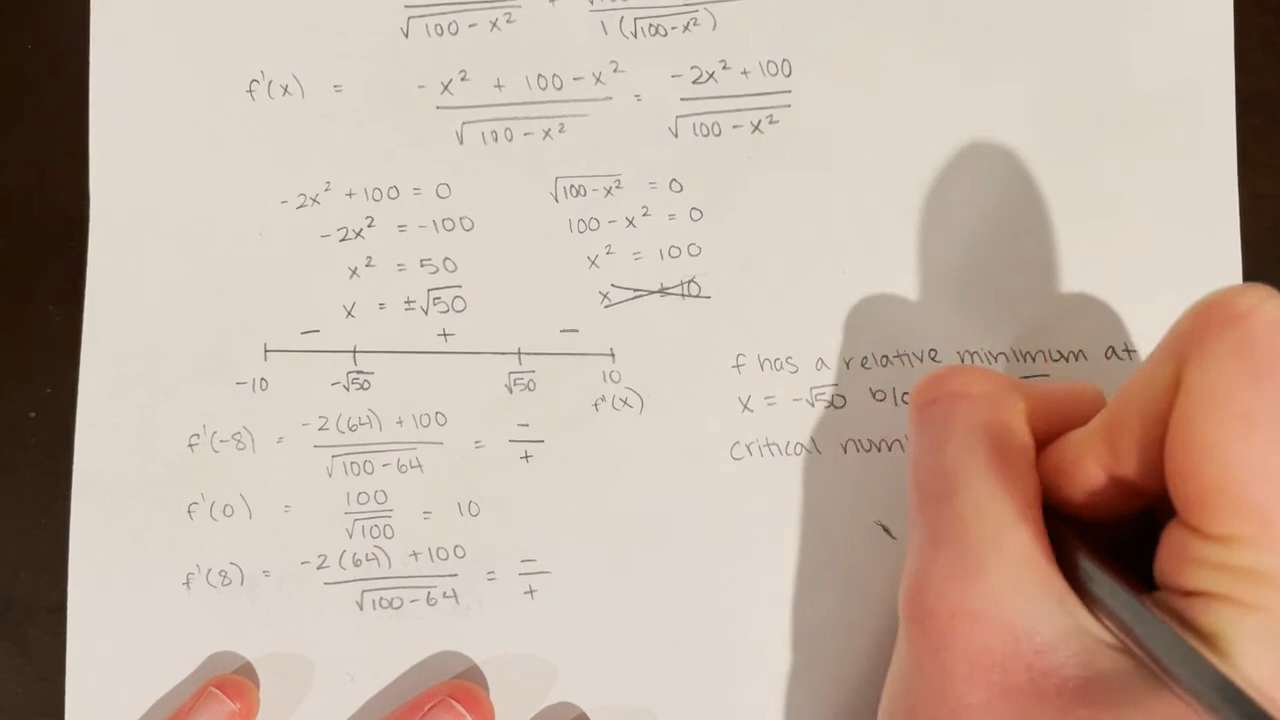 √100 - x²   +   1(√100-x²)
f'(x) = - x² + 100 - x² / √100 - x² = -2x² + 100 / √100 - x²
-2x² + 100 = 0
-2x² = -100
x² = 50
x = ±√50
√100-x² = 0
100 - x² = 0
x² = 100
x = ±10
− + −
-10 -√50 √50 10
f'(x)
f'(-8) = -2(64) + 100 / √100-64 = − / +
f'(0) = 100 / √100 = 10
f'(8) = -2(64) + 100 / √100-64 = − / +
f has a relative minimum at
x = -√50 b/c
critical num